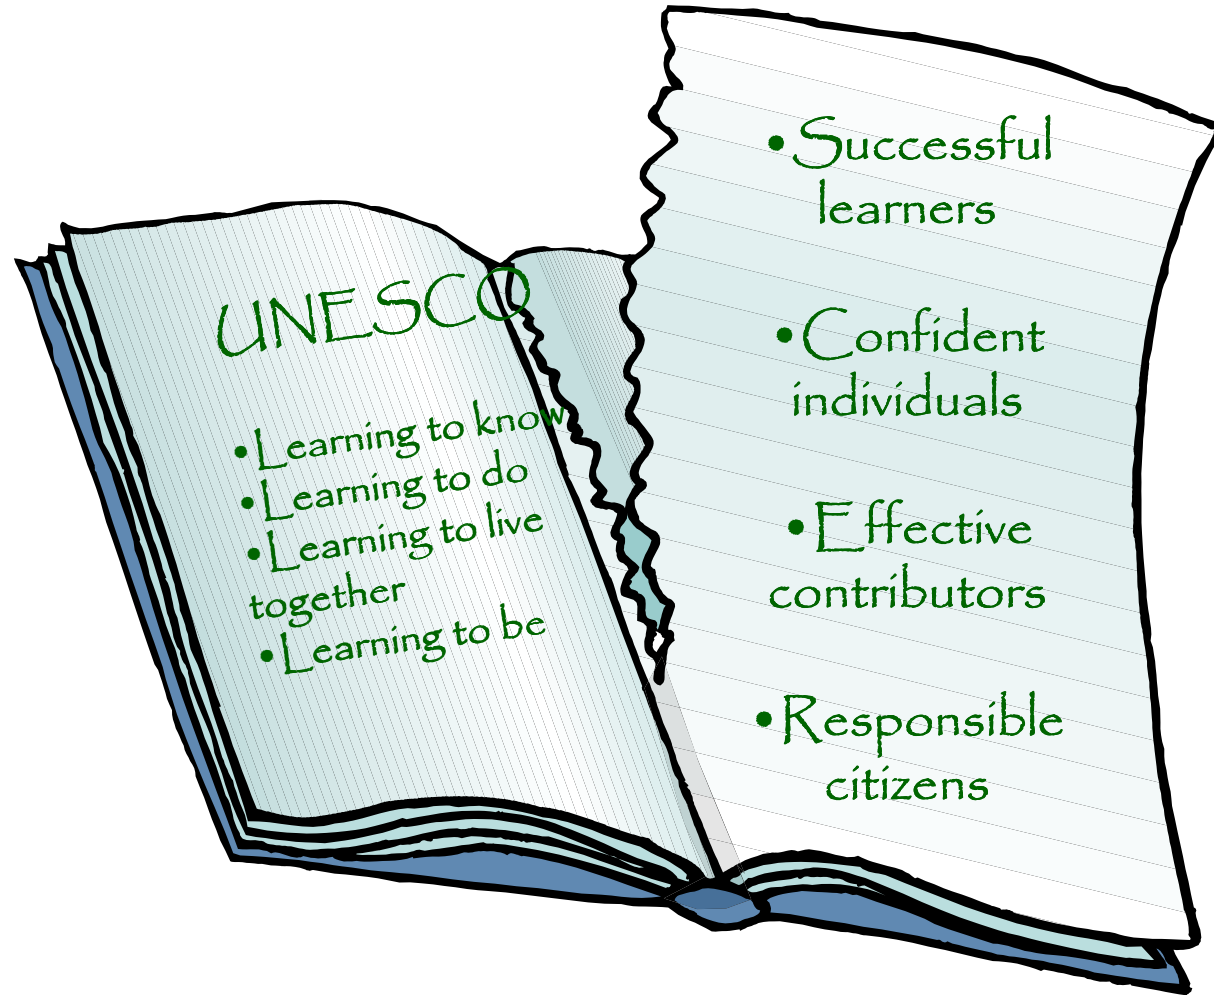 UNESCO
•Learning to know
•Learning to do
•Learning to live
together
•Learning to be
•Successful
learners
•Confident
individuals
•Effective
contributors
•Responsible
citizens